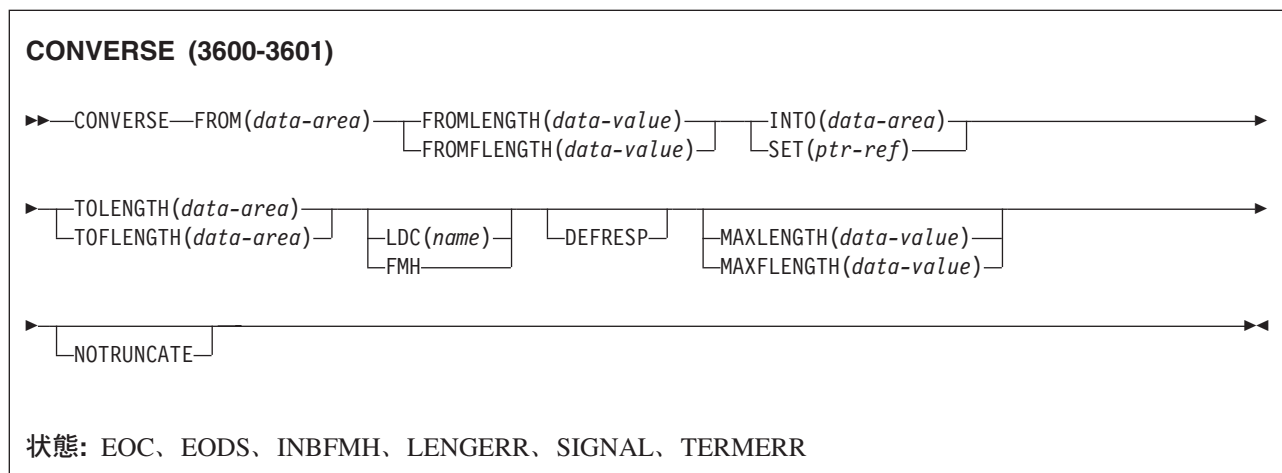 CONVERSE (3600-3601)
CONVERSE FROM(data-area) FROMLENGTH(data-value) INTO(data-area)
FROMFLENGTH(data-value) SET(ptr-ref)
TOLENGTH(data-area)
TOFLENGTH(data-area) LDC(name) DEFRESP MAXLENGTH(data-value)
FMH MAXFLENGTH(data-value)
NOTRUNCATE
状態: EOC、EODS、INBFMH、LENGERR、SIGNAL、TERMERR